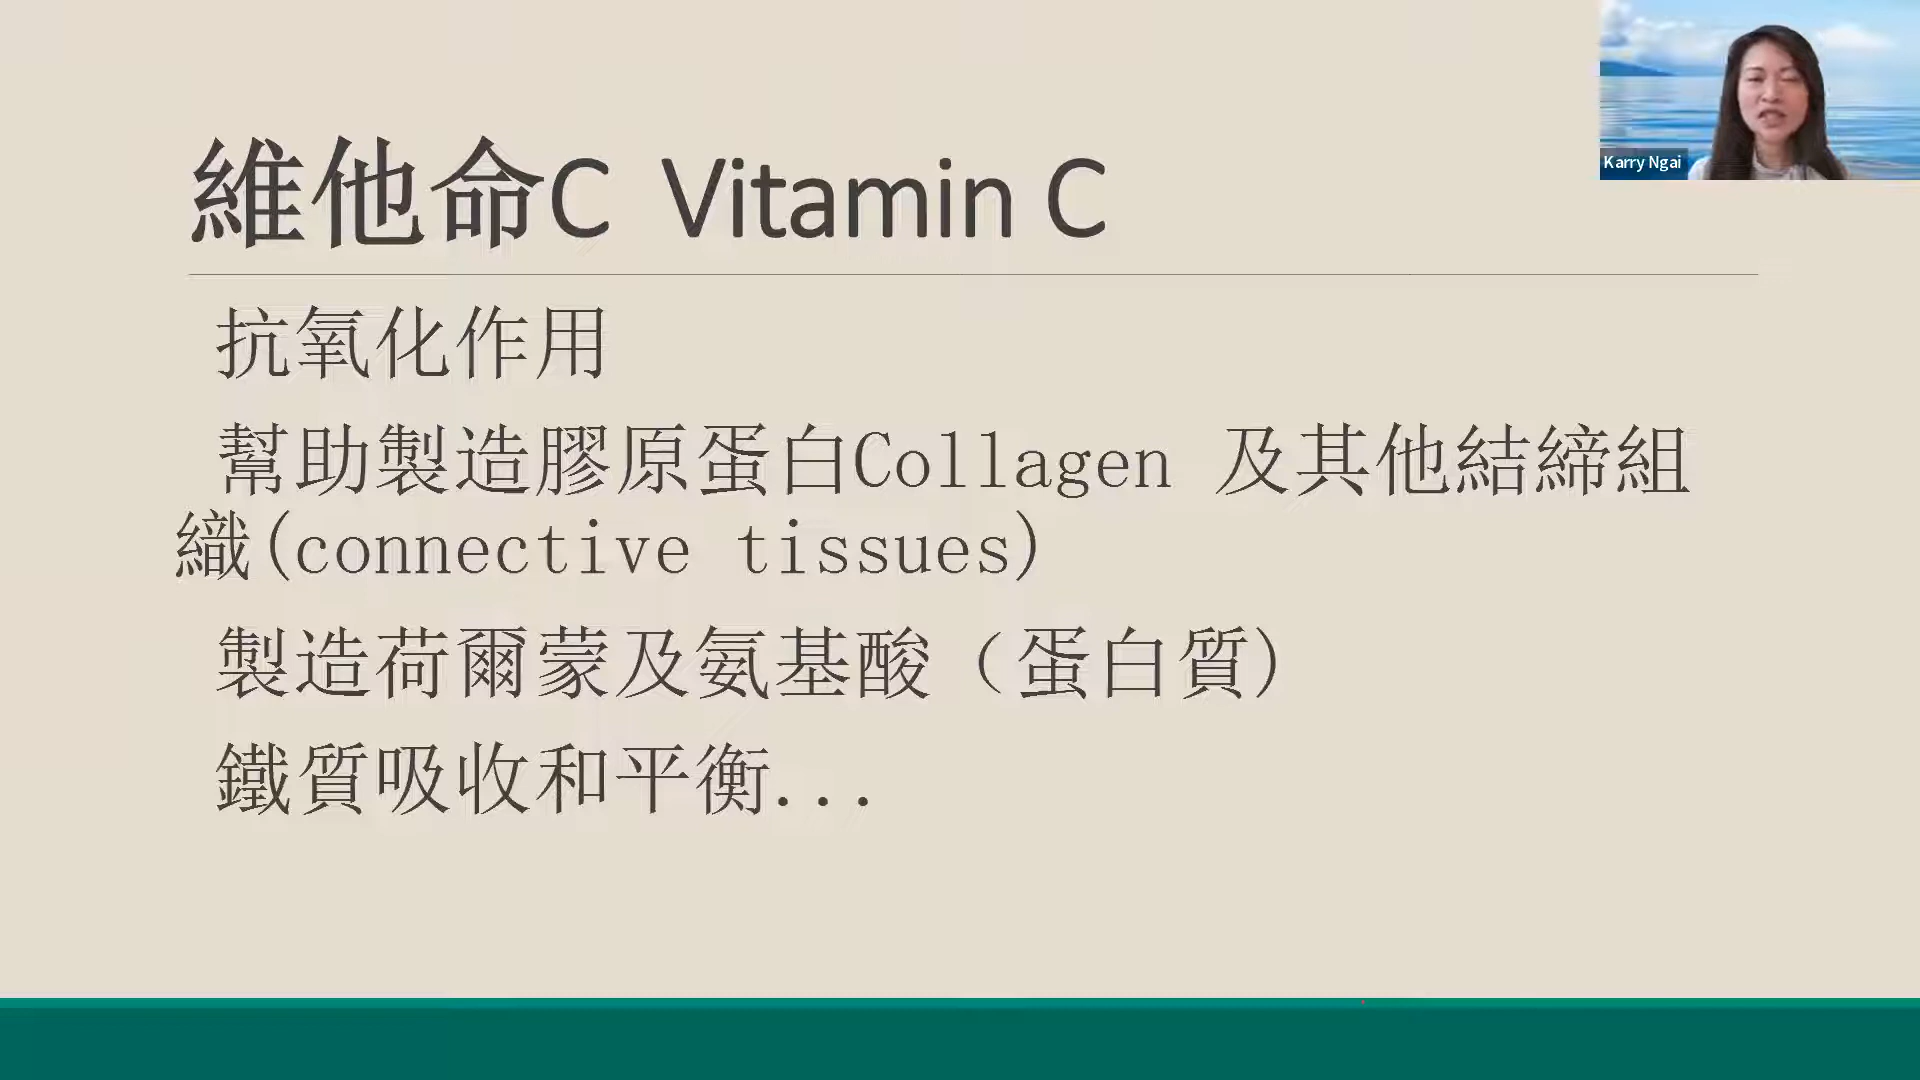 維他命C Vitamin C
Karry Ngai
抗氧化作用
幫助製造膠原蛋白Collagen 及其他結締組
織(connective tissues)
製造荷爾蒙及氨基酸（蛋白質)
鐵質吸收和平衡...